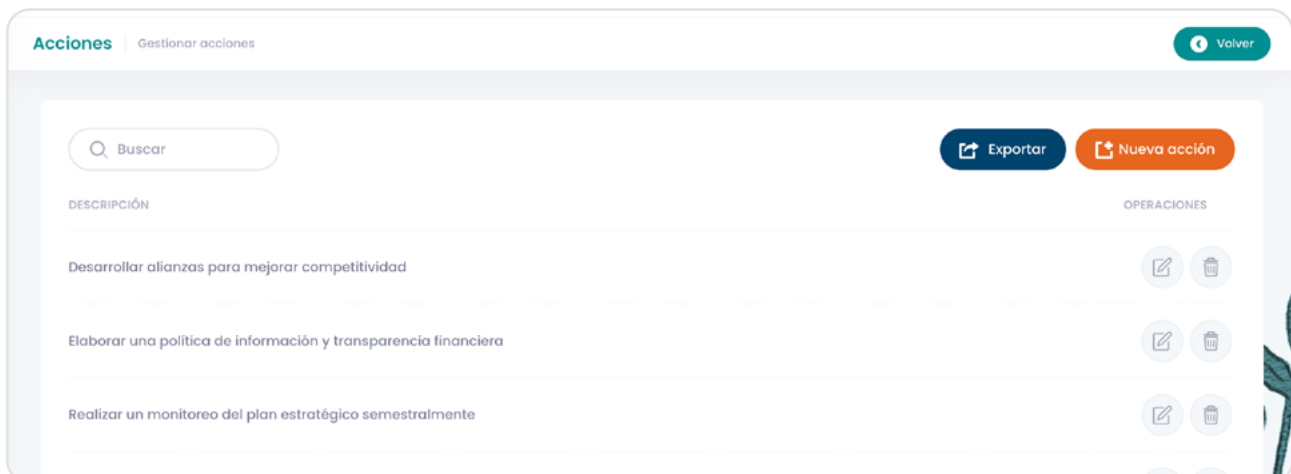 Acciones Gestionar acciones Volver
Buscar Exportar Nueva acción
DESCRIPCIÓN OPERACIONES
Desarrollar alianzas para mejorar competitividad
Elaborar una política de información y transparencia financiera
Realizar un monitoreo del plan estratégico semestralmente